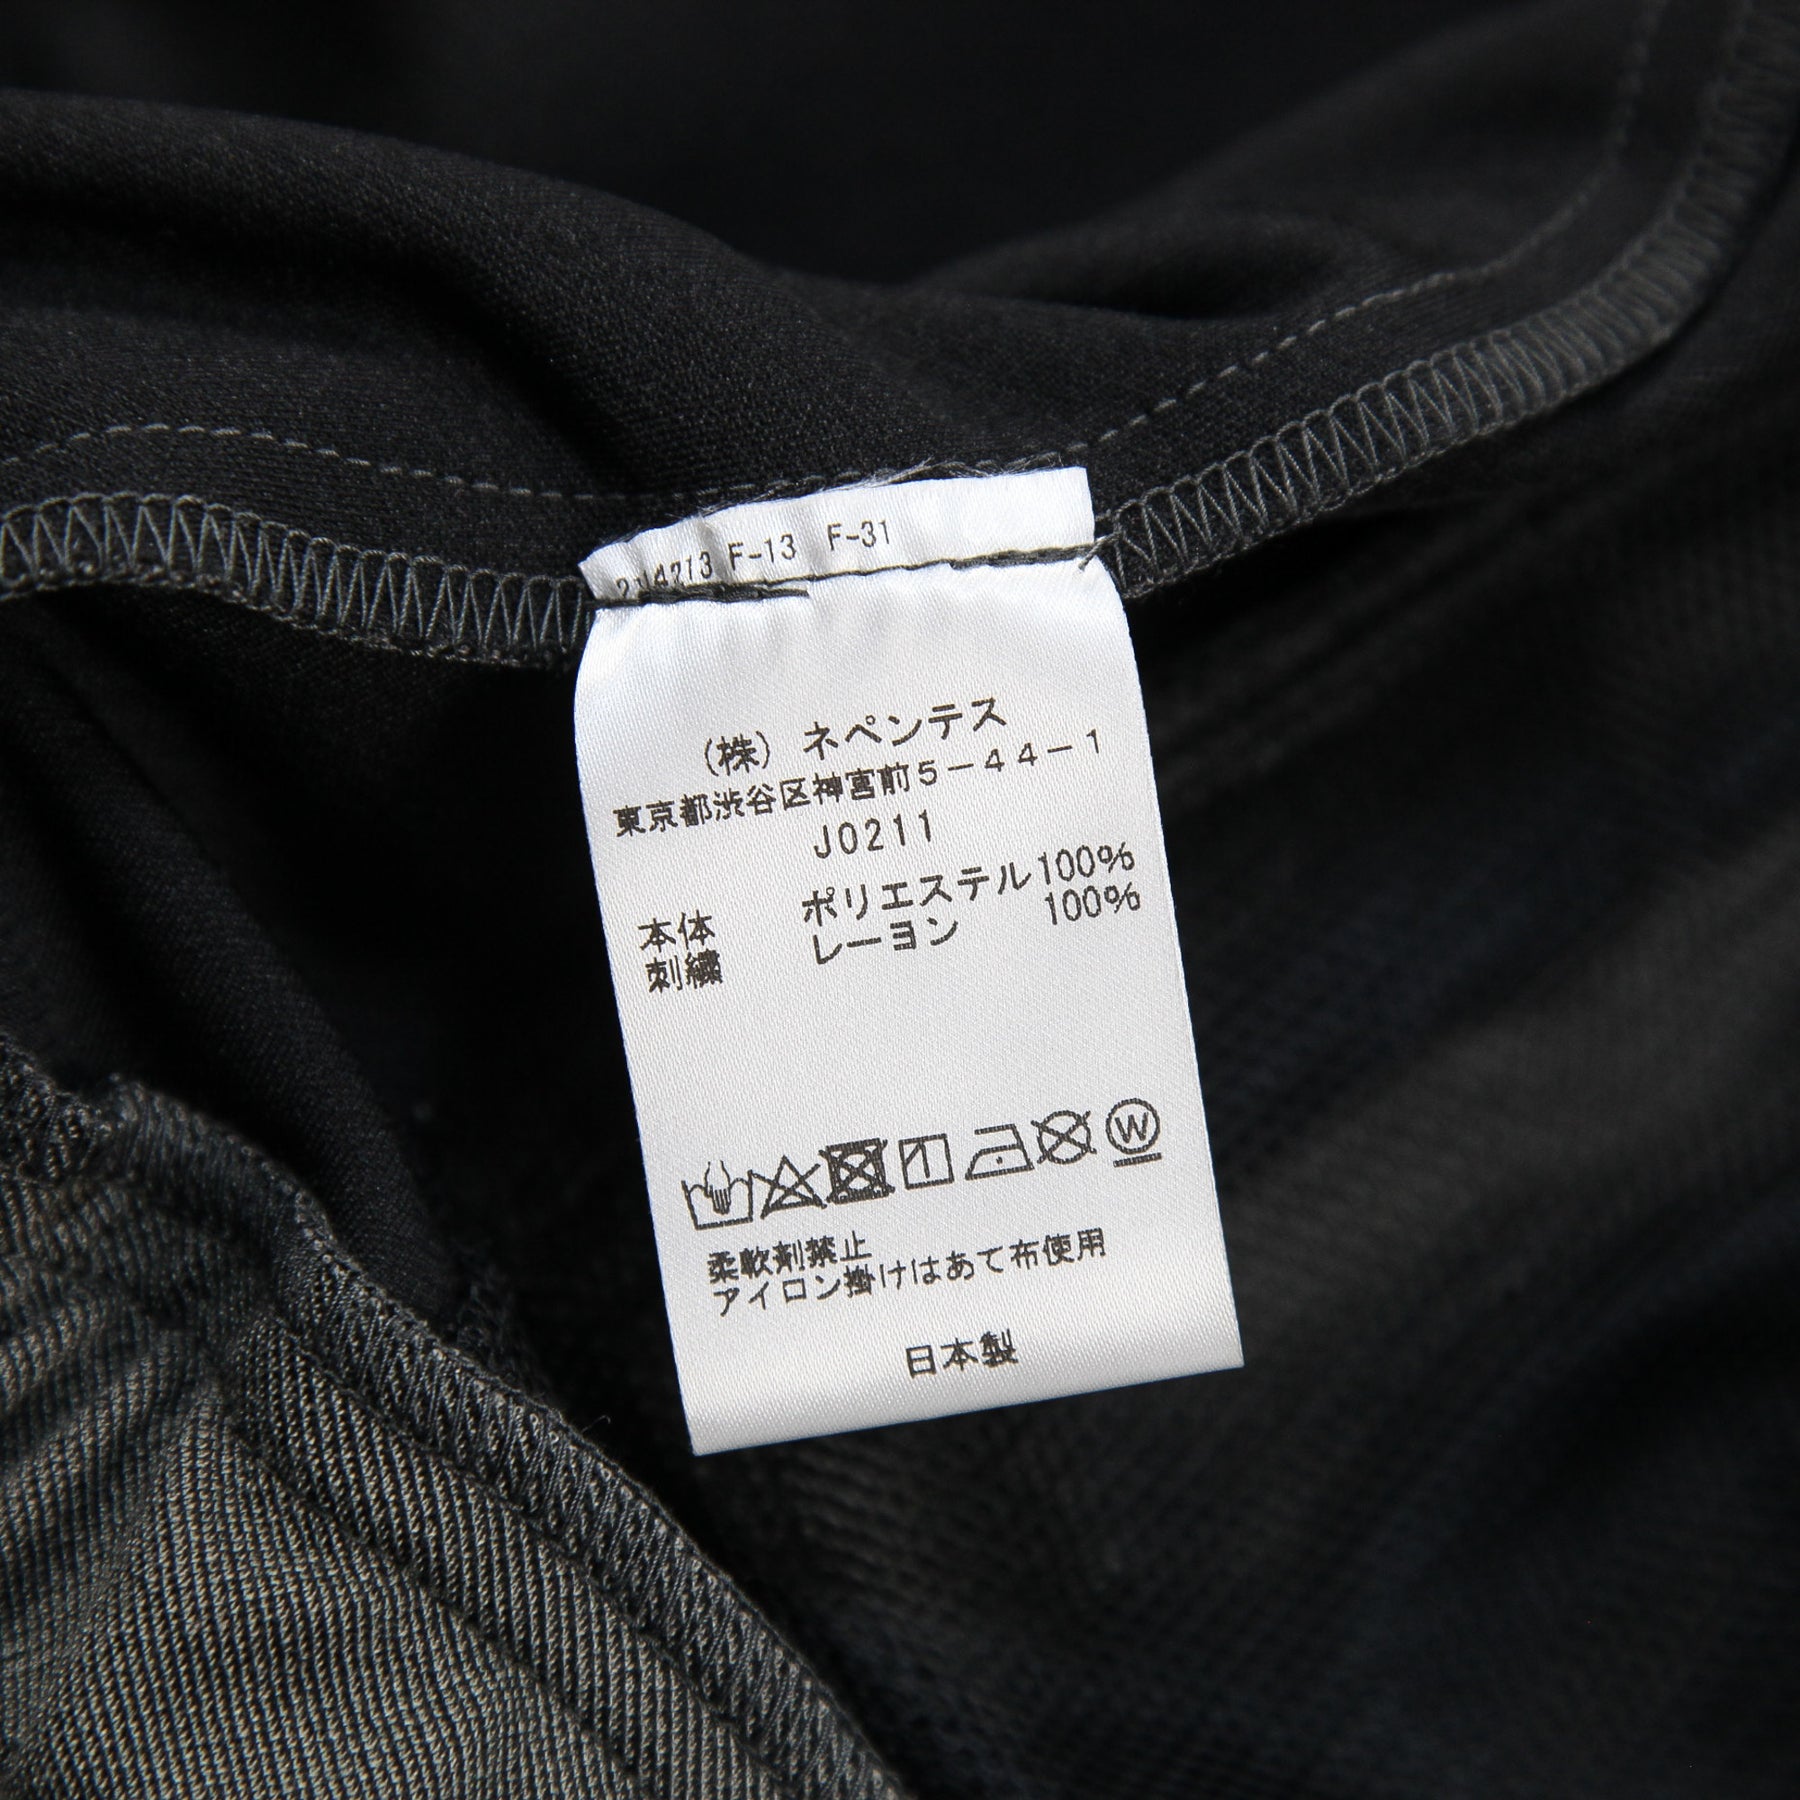 F-13 F-31
(株) ネペンテス
東京都渋谷区神宮前5-44-1
J0211
本体 ポリエステル100%
刺繍 レーヨン 100%
W
柔軟剤禁止
アイロン掛けはあて布使用
日本製